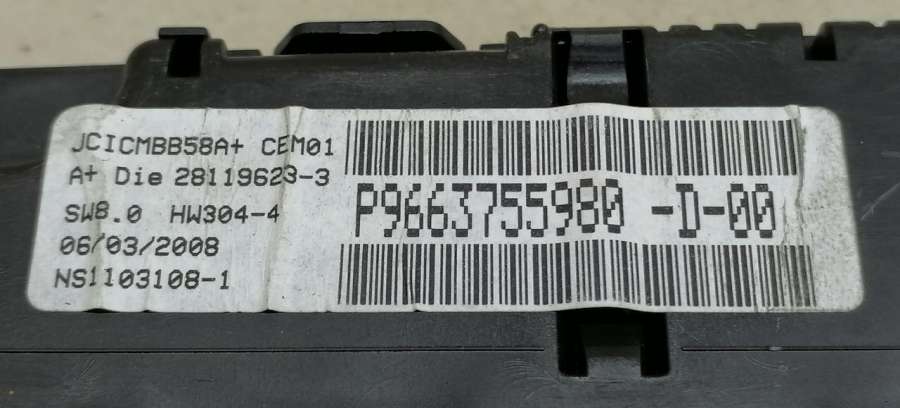 JCICMBB58A+ CEM01
A+ Die 28119623-3
SW8.0 HW304-4
06/03/2008
NS1103108-1
P9663755980 -D-00